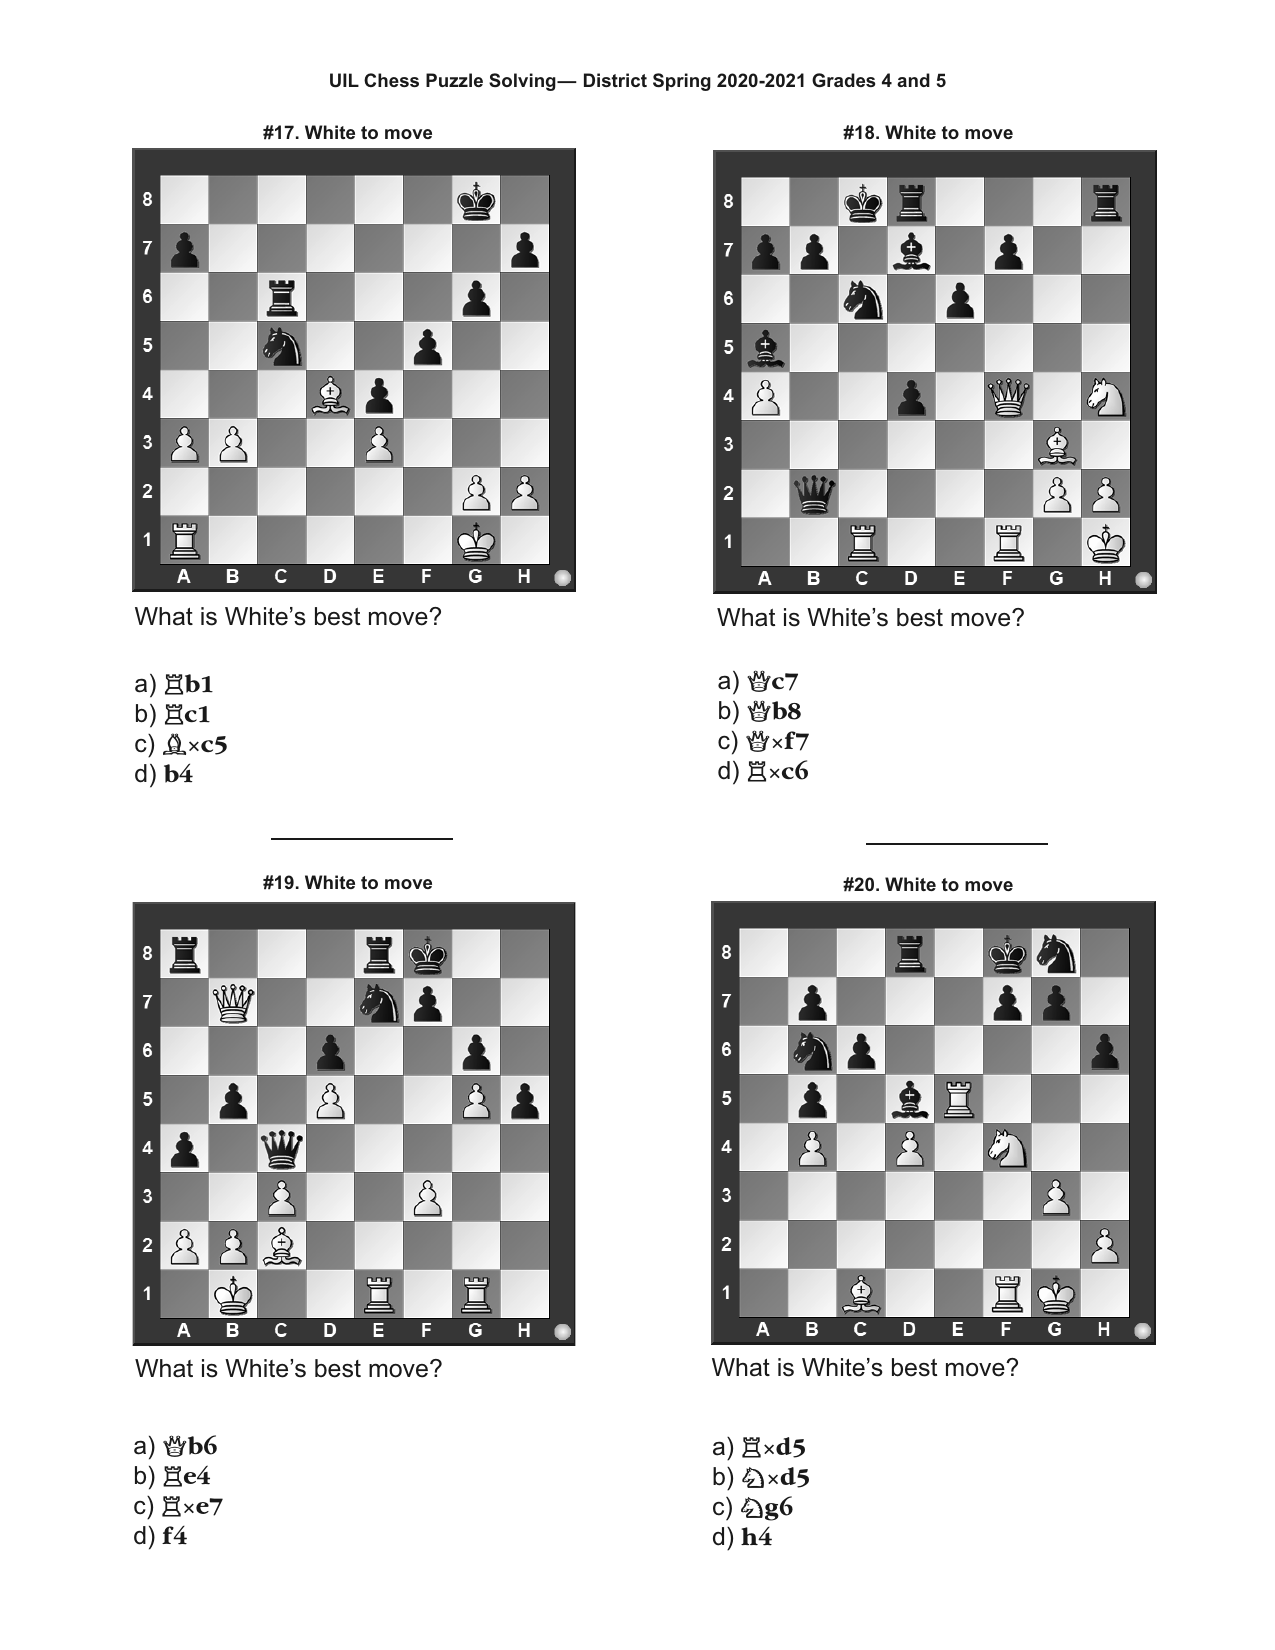 UIL Chess Puzzle Solving— District Spring 2020-2021 Grades 4 and 5
#17. White to move
8
7
6
5
4
3
2
1
A B C D E F G H
What is White's best move?
a) ♖b1
b) ♖c1
c) ♗×c5
d) b4
#18. White to move
8
7
6
5
4
3
2
1
A B C D E F G H
What is White's best move?
a) ♕c7
b) ♕b8
c) ♕×f7
d) ♖×c6
#19. White to move
8
7
6
5
4
3
2
1
A B C D E F G H
What is White's best move?
a) ♕b6
b) ♖e4
c) ♖×e7
d) f4
#20. White to move
8
7
6
5
4
3
2
1
A B C D E F G H
What is White's best move?
a) ♖×d5
b) ♘×d5
c) ♘g6
d) h4